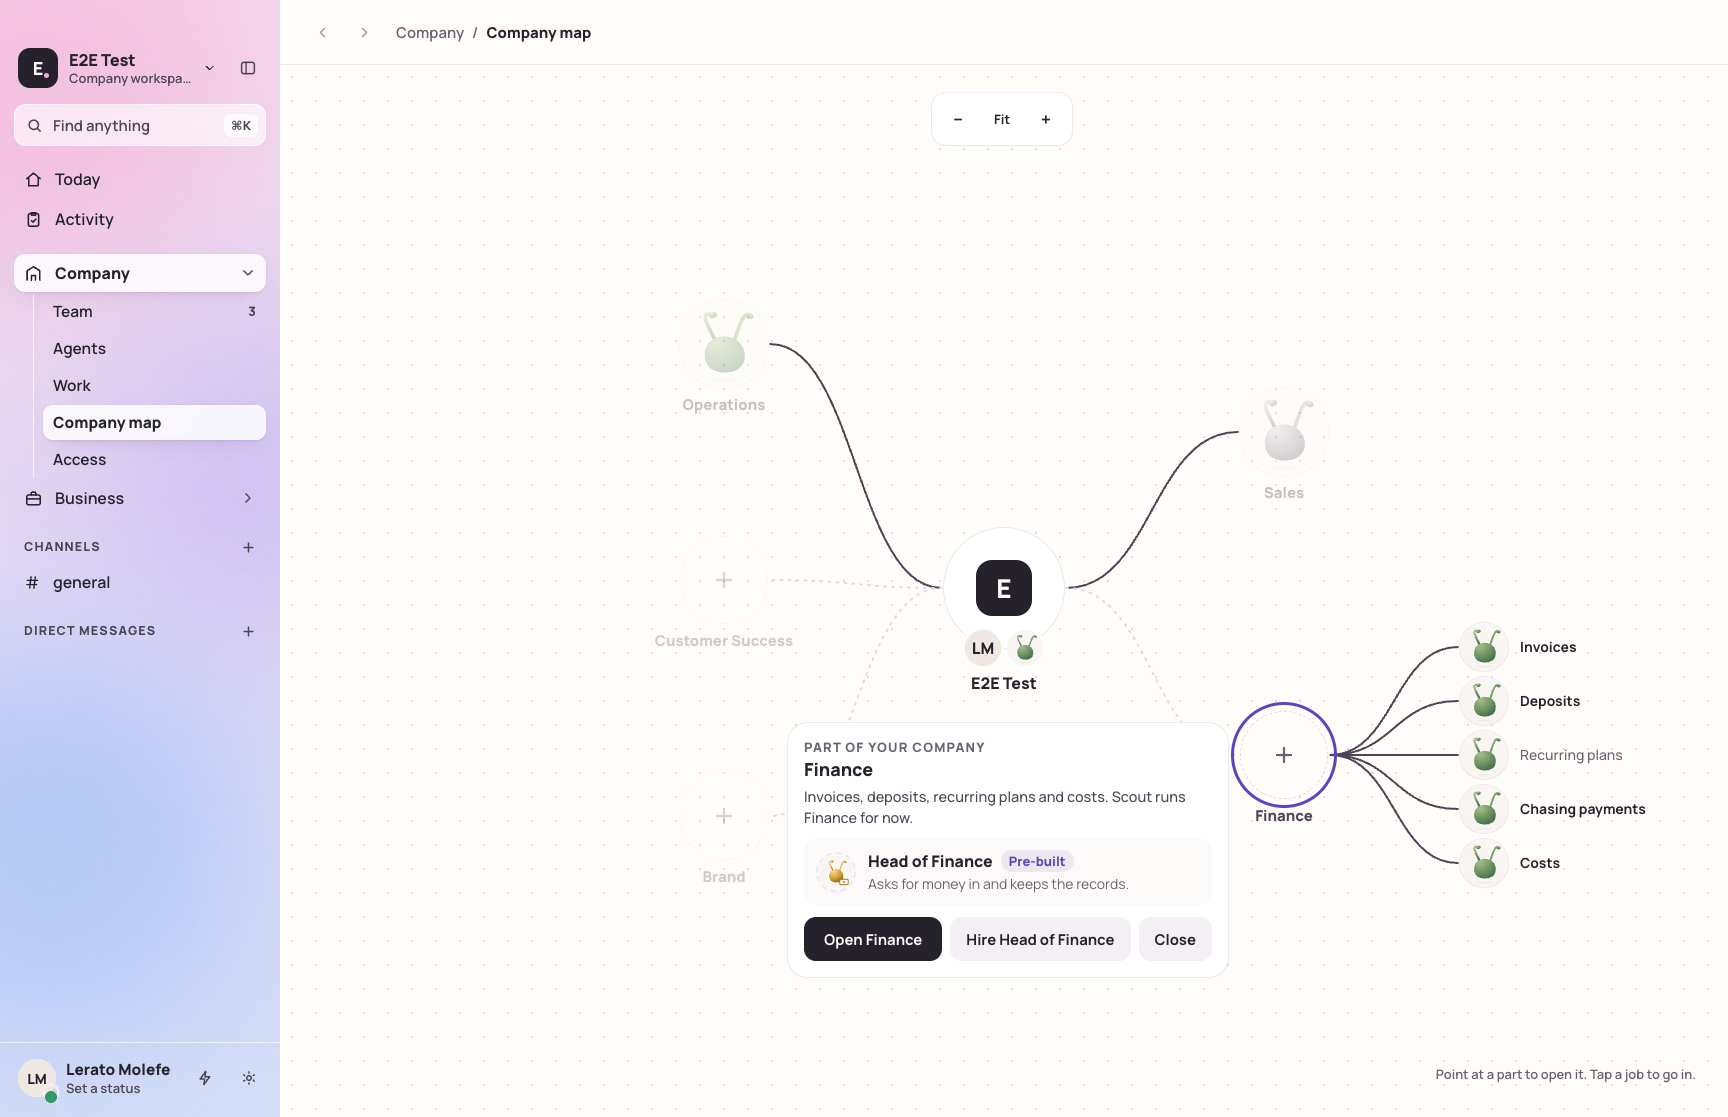 E2E Test
Company workspa...
Find anything
⌘K
Today
Activity
Company
Team
3
Agents
Work
Company map
Access
Business
CHANNELS
# general
DIRECT MESSAGES
LM
Lerato Molefe
Set a status
Company / Company map
− Fit +
Operations
Sales
Customer Success
E
LM
E2E Test
Brand
PART OF YOUR COMPANY
Finance
Invoices, deposits, recurring plans and costs. Scout runs
Finance for now.
Head of Finance Pre-built
Asks for money in and keeps the records.
Open Finance
Hire Head of Finance
Close
Finance
Invoices
Deposits
Recurring plans
Chasing payments
Costs
Point at a part to open it. Tap a job to go in.